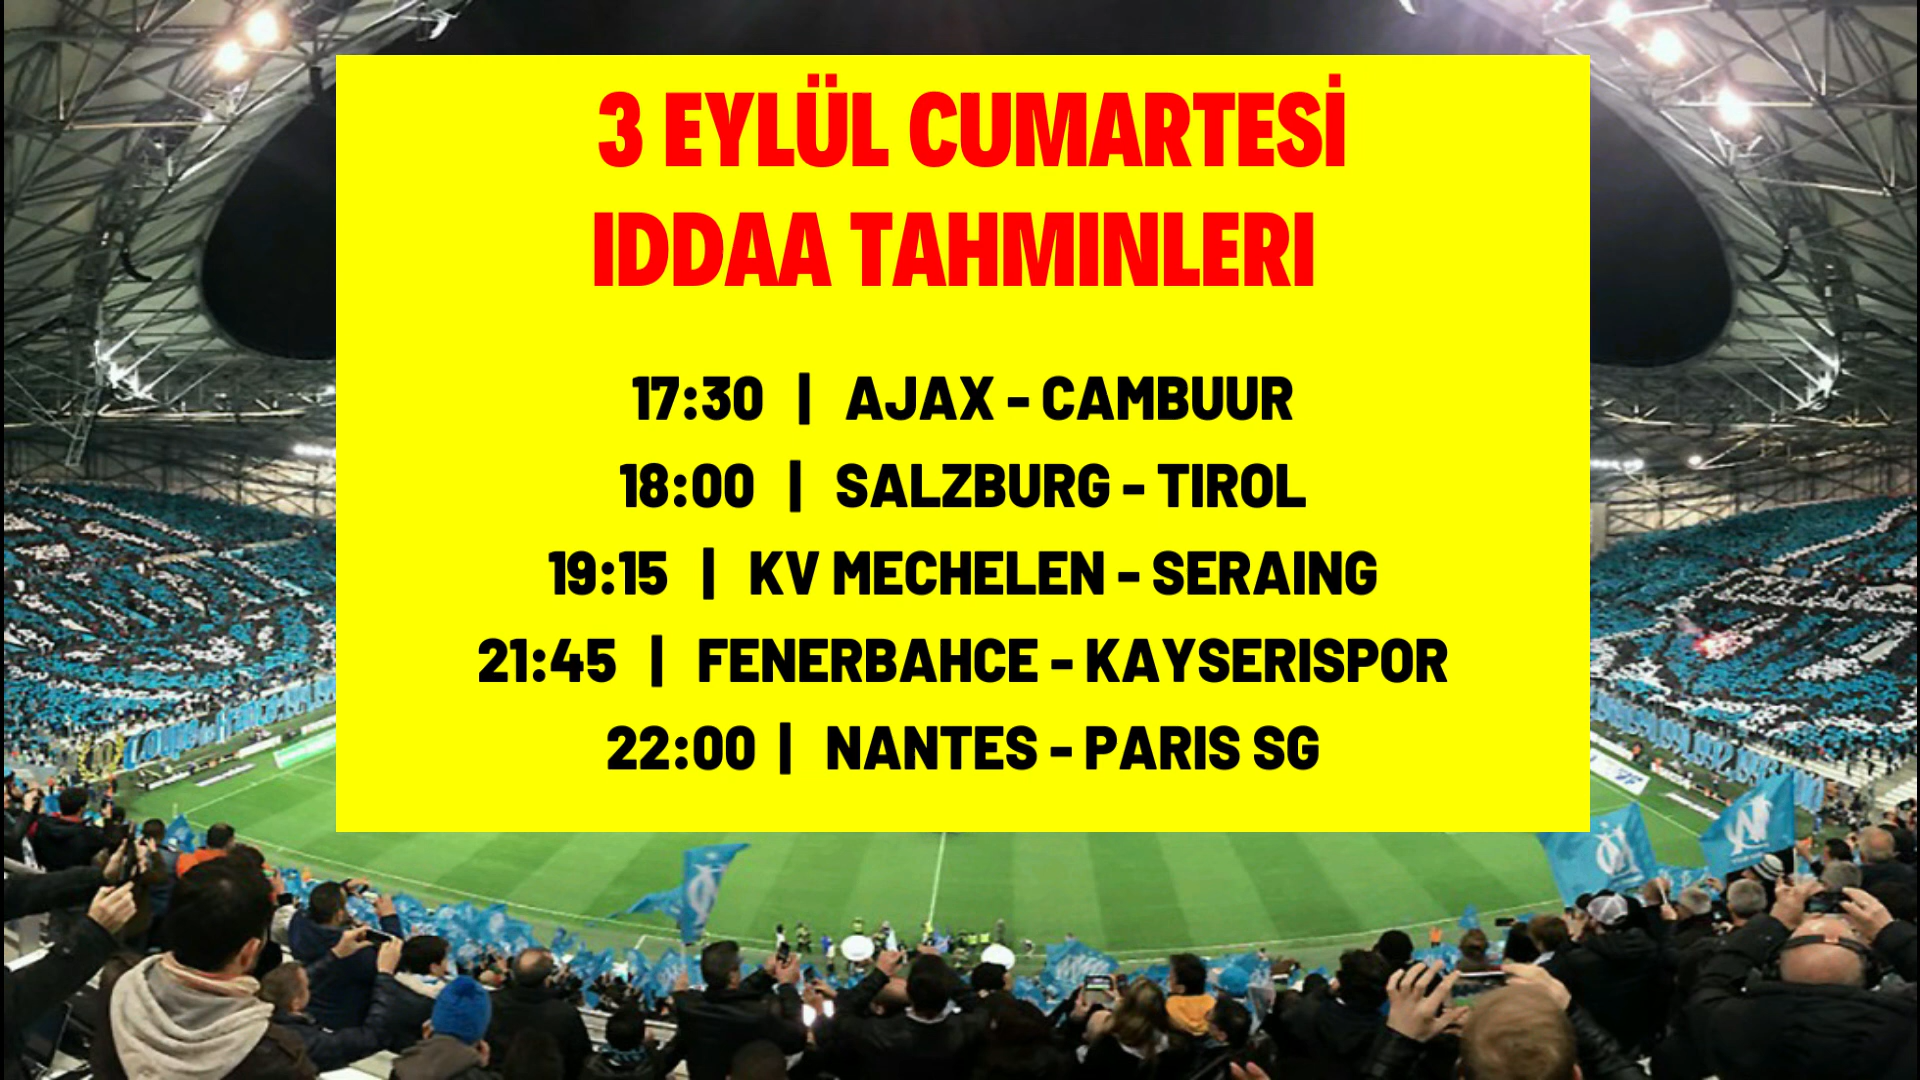 3 EYLÜL CUMARTESİ
IDDAA TAHMINLERI
17:30 | AJAX - CAMBUUR
18:00 | SALZBURG - TIROL
19:15 | KV MECHELEN - SERAING
21:45 | FENERBAHCE - KAYSERISPOR
22:00 | NANTES - PARIS SG